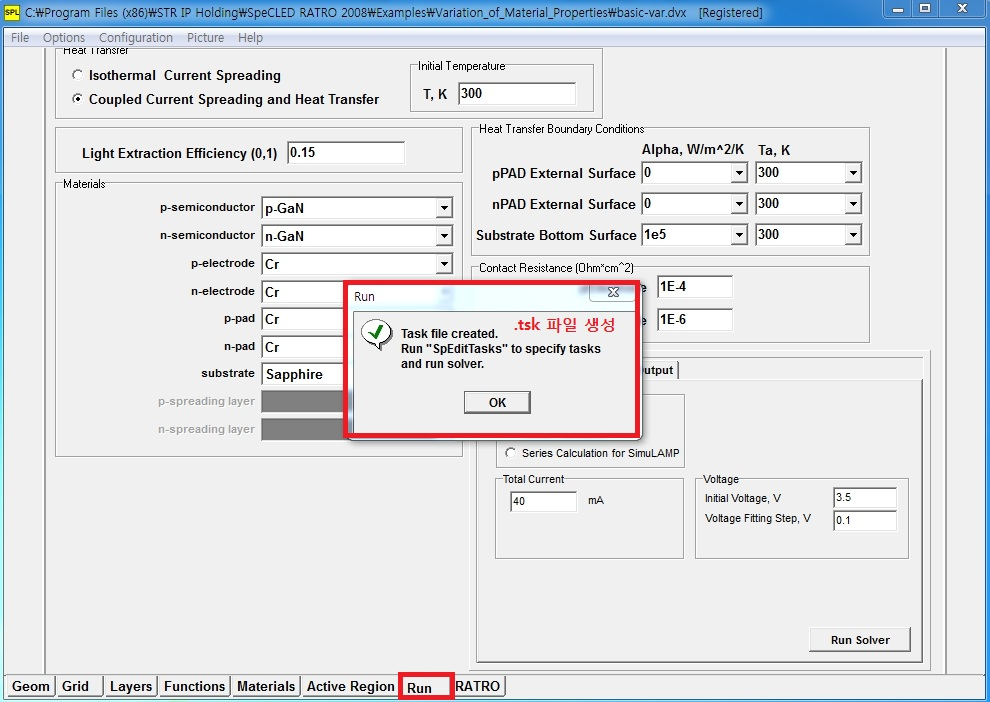 SPL C:￦Program Files (x86)￦STR IP Holding￦SpeCLED RATRO 2008￦Examples￦Variation_of_Material_Properties￦basic-var.dvx [Registered]
File Options Configuration Picture Help
Heat Transfer
Isothermal Current Spreading
Coupled Current Spreading and Heat Transfer
Initial Temperature
T, K 300
Light Extraction Efficiency (0,1) 0.15
Heat Transfer Boundary Conditions
Alpha, W/m^2/K Ta, K
pPAD External Surface 0 300
nPAD External Surface 0 300
Substrate Bottom Surface 1e5 300
Materials
p-semiconductor p-GaN
n-semiconductor n-GaN
p-electrode Cr
n-electrode Cr
p-pad Cr
n-pad Cr
substrate Sapphire
p-spreading layer
n-spreading layer
Contact Resistance (Ohm*cm^2)
1E-4
1E-6
Run
Task file created.
.tsk 파일 생성
Run "SpEditTasks" to specify tasks
and run solver.
OK
Series Calculation for SimuLAMP
Total Current
40 mA
Voltage
Initial Voltage, V 3.5
Voltage Fitting Step, V 0.1
Run Solver
Geom Grid Layers Functions Materials Active Region Run RATRO